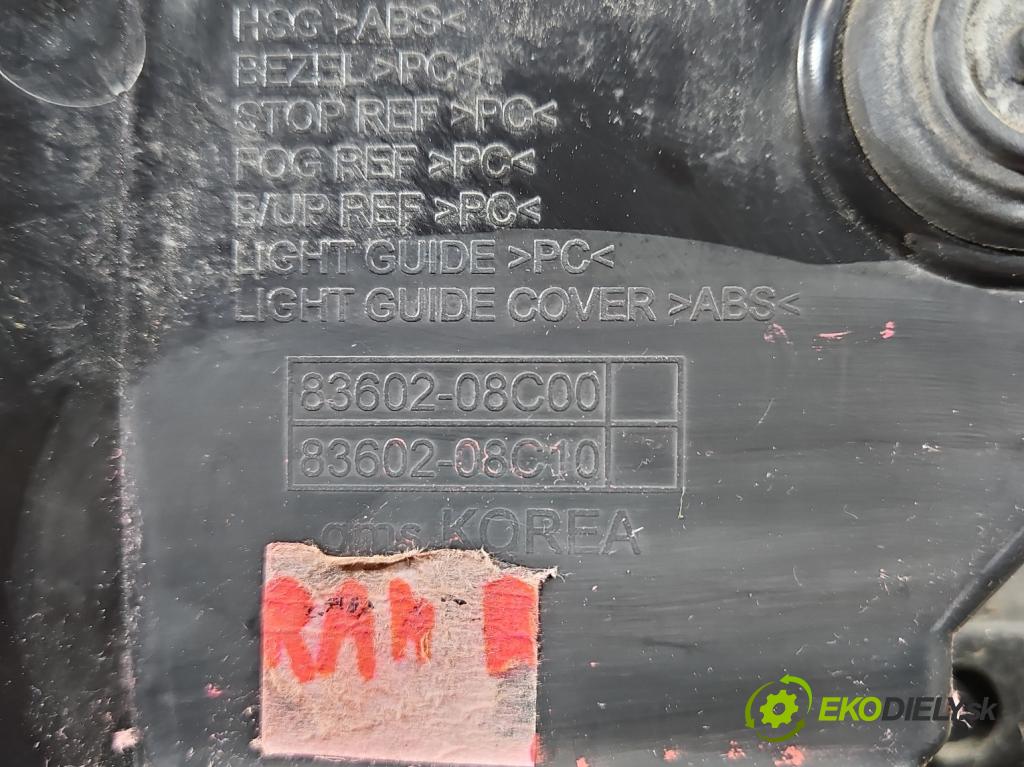 HSG >ABS<
BEZEL >PC<
STOP REF >PC<
FOG REF >PC<
B/UP REF >PC<
LIGHT GUIDE >PC<
LIGHT GUIDE COVER >ABS<
83602-08C00
83602-08C10
KOREA
EKODIELY.sk